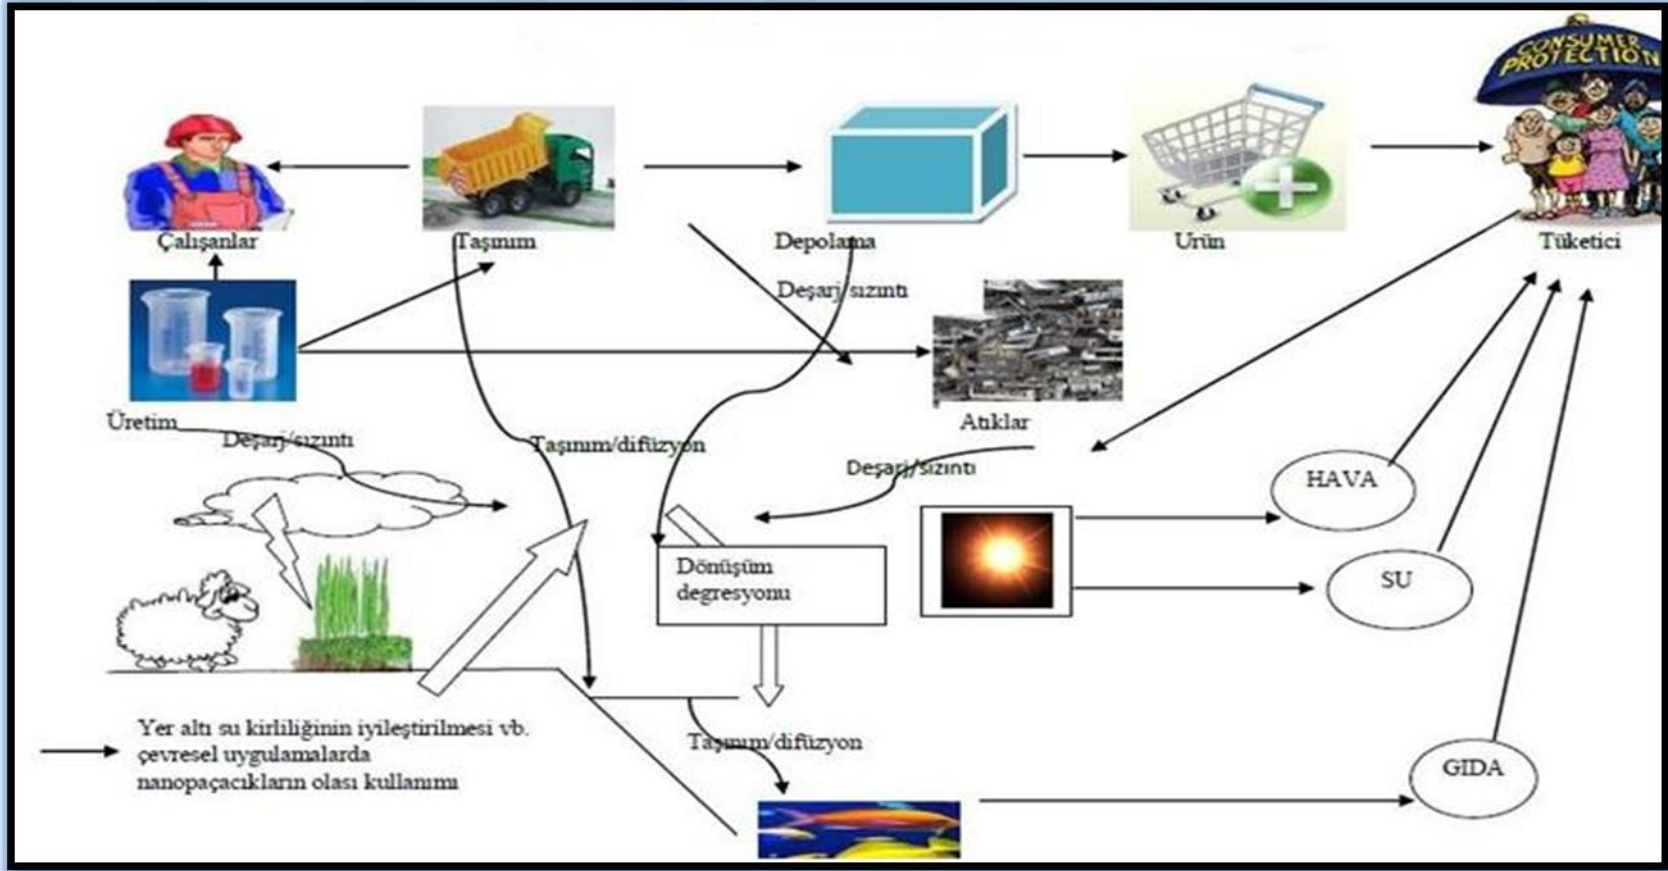 CONSUMER
PROTECTION
Çalışanlar
Taşınım
Depolama
Urün
Tüketici
Deşarj/sızıntı
Üretim
Deşarj/sızıntı
Atıklar
Taşınım/difüzyon
Deşarj/sızıntı
HAVA
Dönüşüm
degresyonu
SU
Yer altı su kirliliğinin iyileştirilmesi vb.
çevresel uygulamalarda
nanopaçacıkların olası kullanımı
Taşınım/difüzyon
GIDA